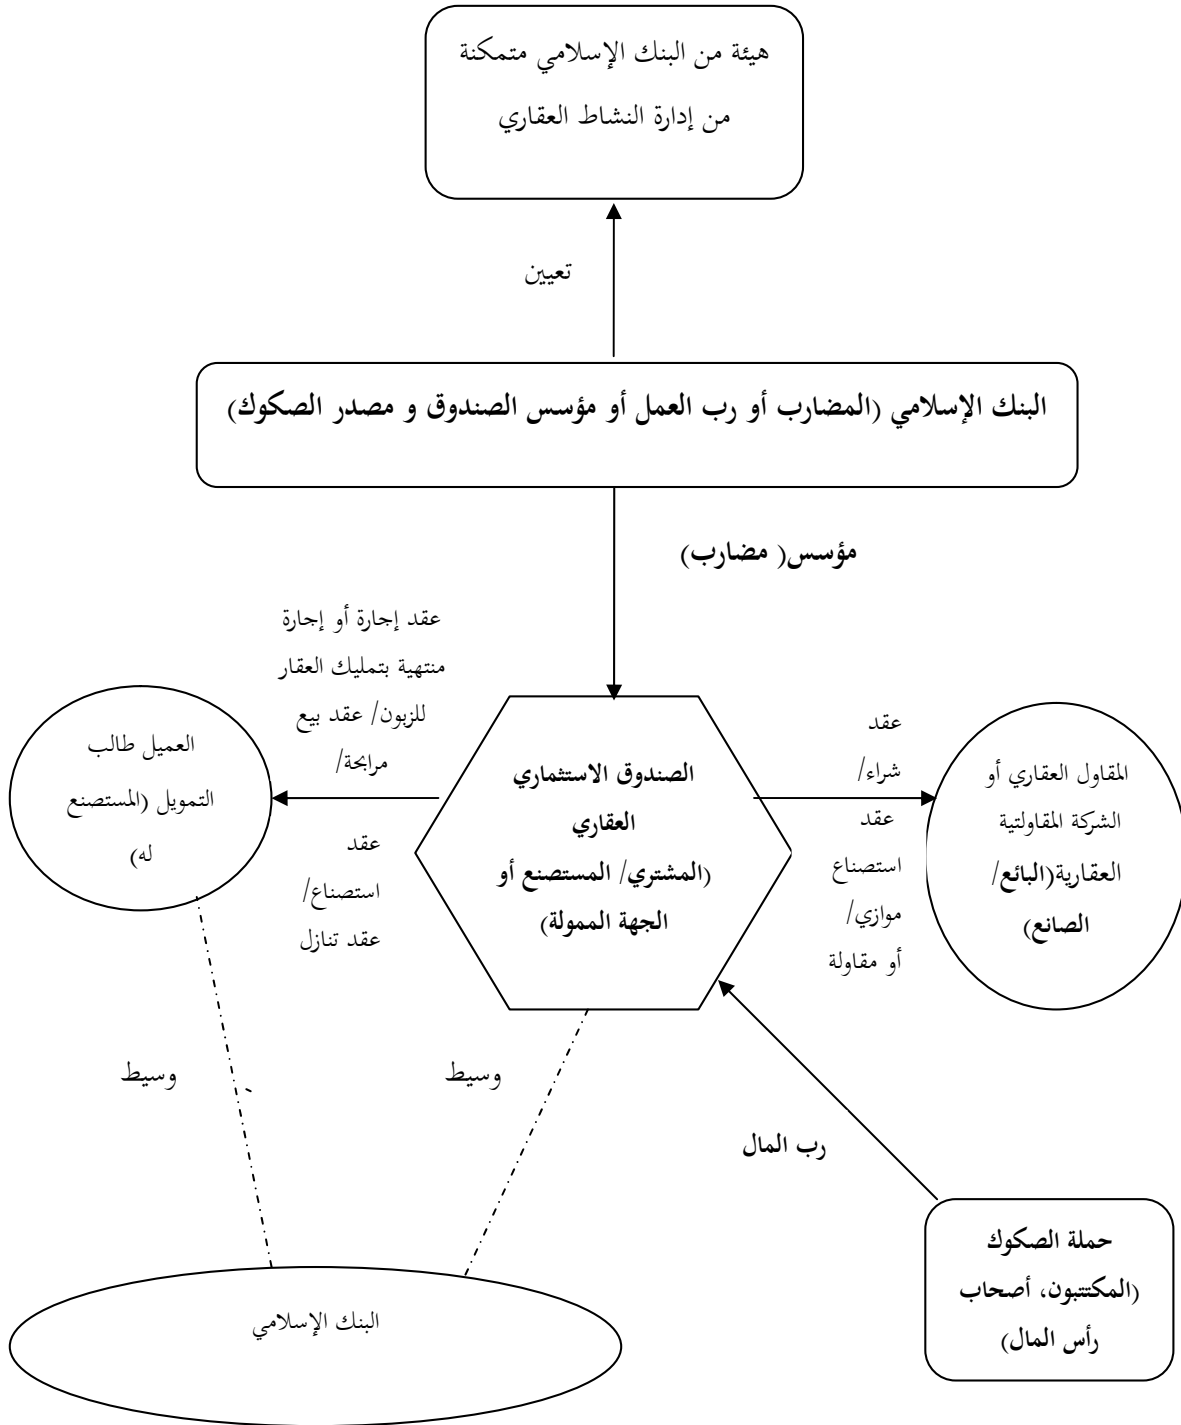 هيئة من البنك الإسلامي متمكنة
من إدارة النشاط العقاري
تعيين
البنك الإسلامي (المضارب أو رب العمل أو مؤسس الصندوق و مصدر الصكوك)
مؤسس( مضارب)
عقد إجارة أو إجارة
منتهية بتمليك العقار
للزبون/ عقد بيع
مرابحة/
عقد
استصناع/
عقد تنازل
العميل طالب
التمويل (المستصنع
له)
الصندوق الاستثماري
العقاري
(المشتري/ المستصنع أو
الجهة الممولة)
عقد
شراء/
عقد
استصناع
موازي/
أو مقاولة
المقاول العقاري أو
الشركة المقاولتية
العقارية(البائع/
الصانع)
وسيط
وسيط
رب المال
حملة الصكوك
(المكتتبون، أصحاب
رأس المال)
البنك الإسلامي